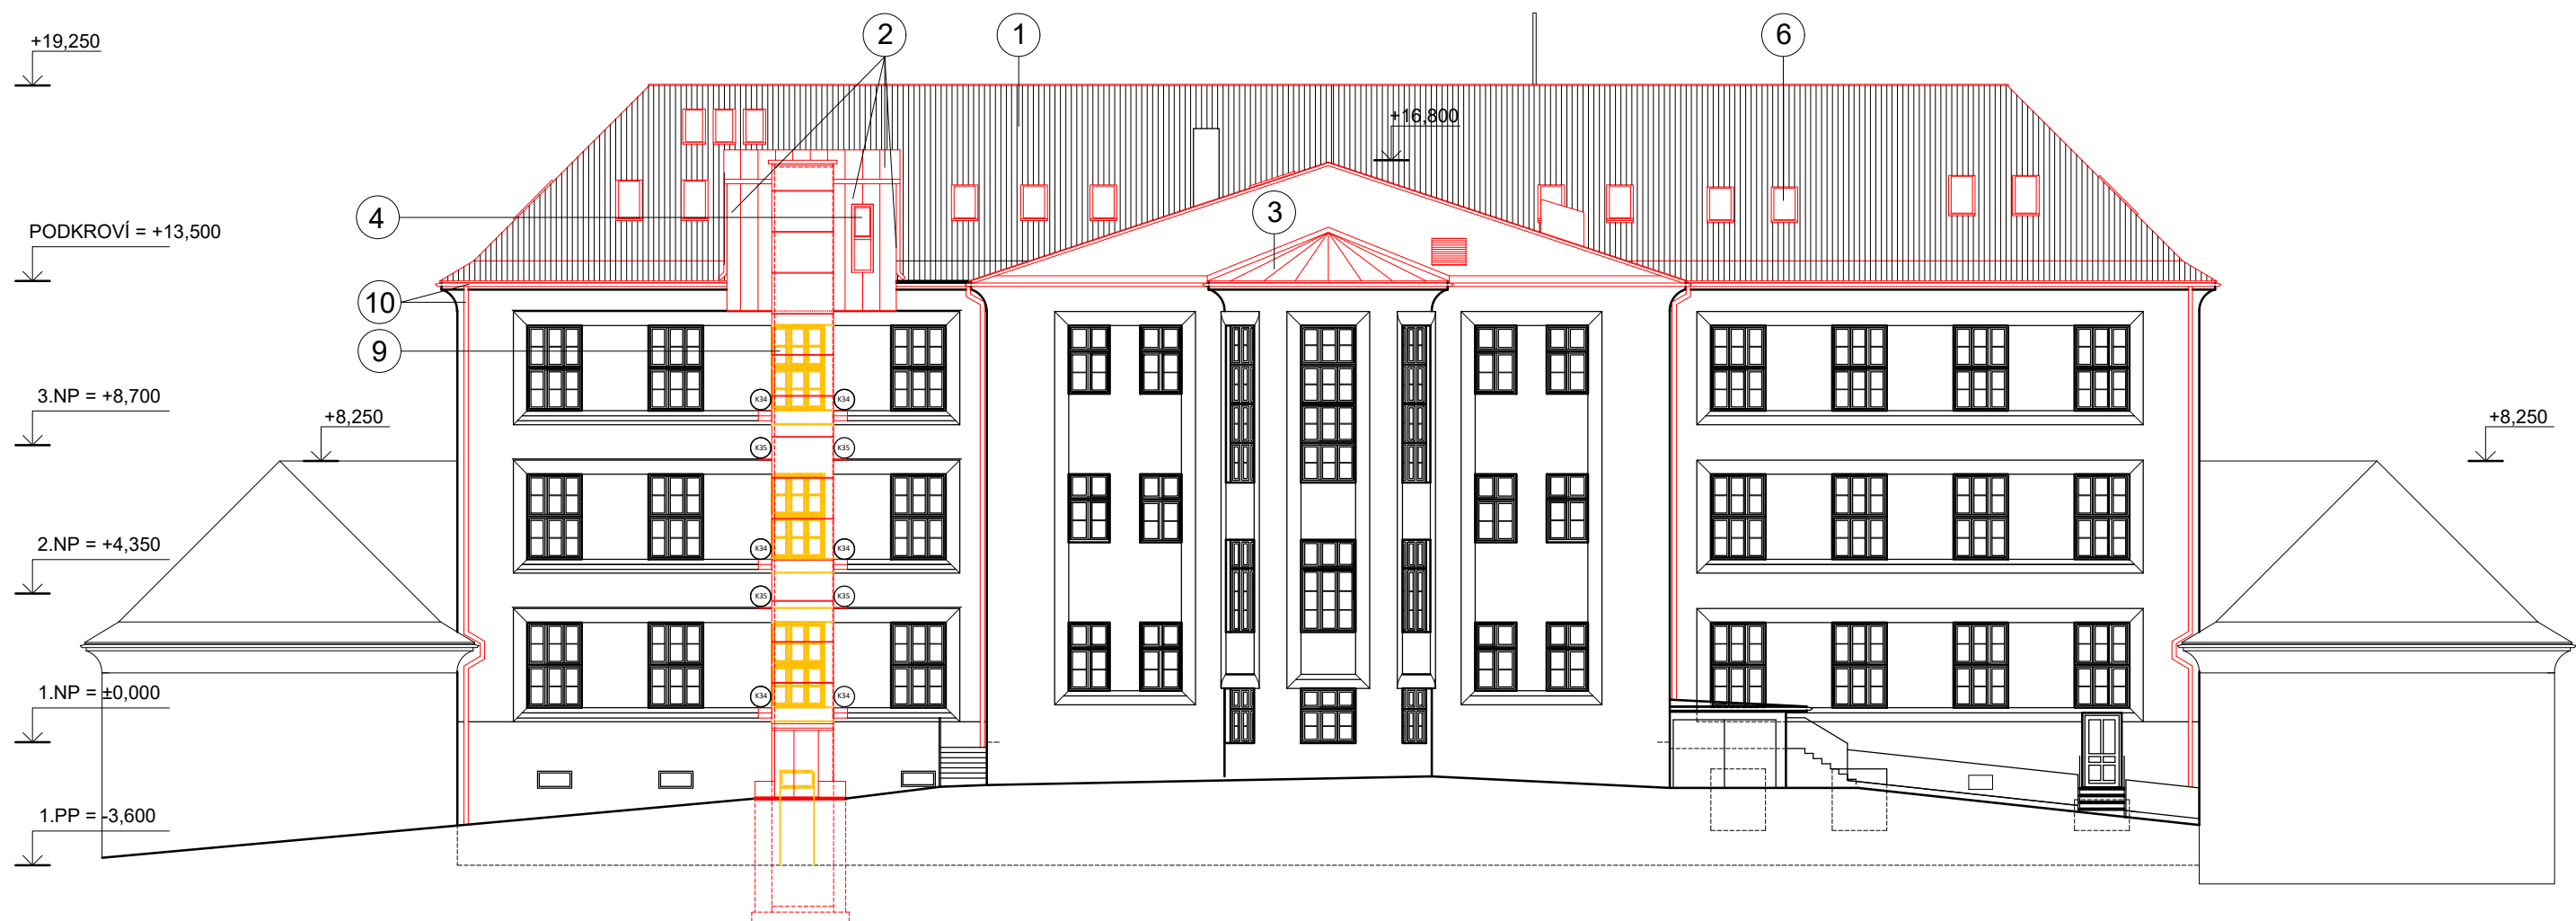 +19,250
2
1
6
+16,800
4
3
PODKROVÍ = +13,500
10
9
3.NP = +8,700
K34
K34
+8,250
+8,250
K35
K35
2.NP = +4,350
K34
K34
K35
K35
1.NP = ±0,000
K34
K34
1.PP = -3,600